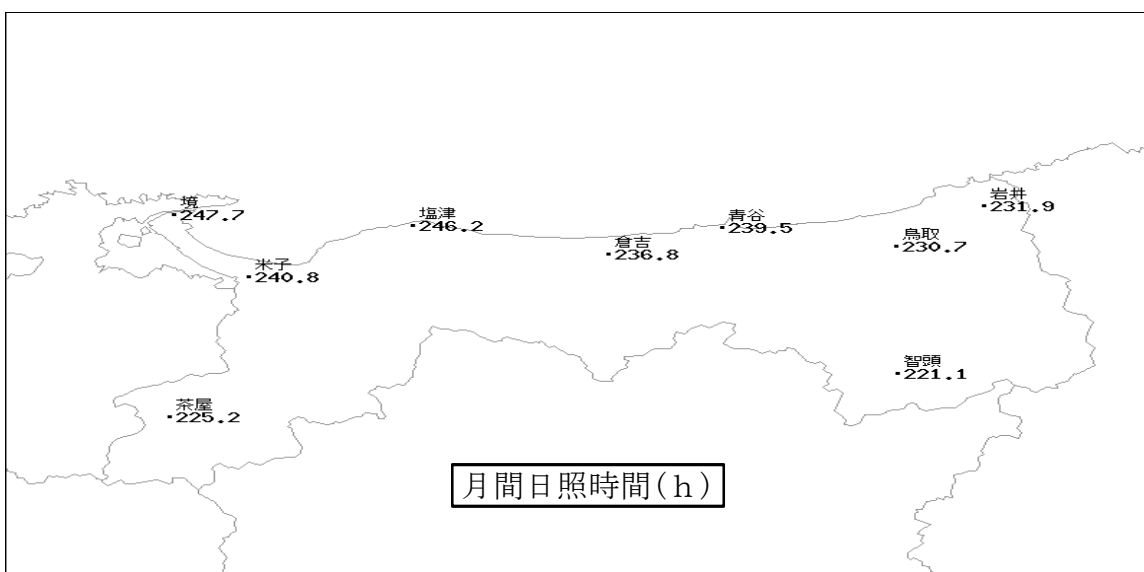 境
・247.7
塩津
・246.2
青谷
・239.5
岩井
・231.9
鳥取
・230.7
倉吉
・236.8
米子
・240.8
智頭
・221.1
茶屋
・225.2
月間日照時間(h)